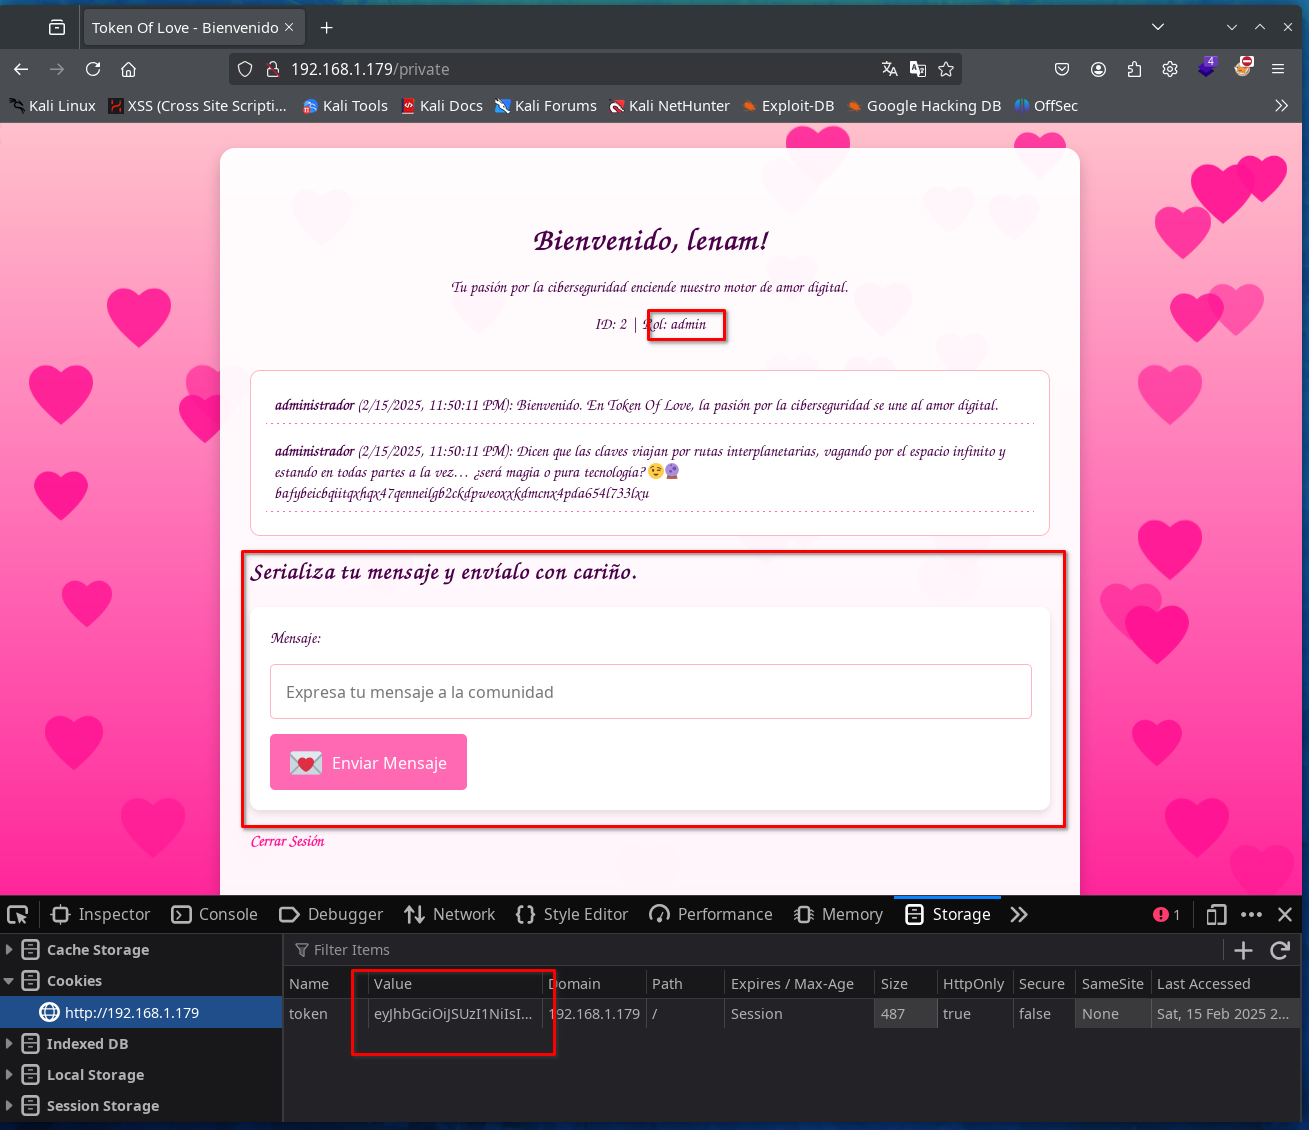 Token Of Love - Bienvenido
192.168.1.179/private
4
Kali Linux
XSS (Cross Site Scripti...
Kali Tools
Kali Docs
Kali Forums
Kali NetHunter
Exploit-DB
Google Hacking DB
OffSec
Bienvenido, lenam!
Tu pasión por la ciberseguridad enciende nuestro motor de amor digital.
ID: 2 | Rol: admin
administrador (2/15/2025, 11:50:11 PM): Bienvenido. En Token Of Love, la pasión por la ciberseguridad se une al amor digital.
administrador (2/15/2025, 11:50:11 PM): Dicen que las claves viajan por rutas interplanetarias, vagando por el espacio infinito y
estando en todas partes a la vez… ¿será magia o pura tecnología? 😉🔮
bafybeicbqiitqxhqx47qenneilgb2ckdpweoxxkdmcnx4pda654l733lxu
Serializa tu mensaje y envíalo con cariño.
Mensaje:
Expresa tu mensaje a la comunidad
Enviar Mensaje
Cerrar Sesión
Inspector
Console
Debugger
Network
Style Editor
Performance
Memory
Storage
1
Cache Storage
Filter Items
Cookies
Name
Value
Domain
Path
Expires / Max-Age
Size
HttpOnly
Secure
SameSite
Last Accessed
http://192.168.1.179
token
eyJhbGciOiJSUzI1NiIsI...
192.168.1.179
/
Session
487
true
false
None
Sat, 15 Feb 2025 2...
Indexed DB
Local Storage
Session Storage